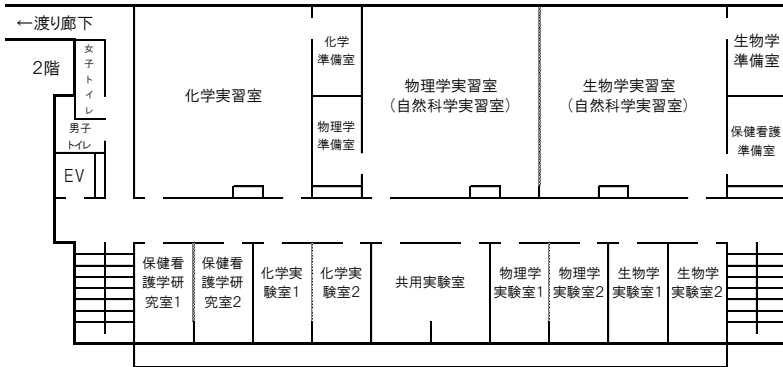 ←渡り廊下
2階
女子トイレ
男子
トイレ
EV
化学実習室
化学
準備室
物理学
準備室
物理学実習室
(自然科学実習室)
生物学実習室
(自然科学実習室)
生物学
準備室
保健看護
準備室
保健看
護学研
究室1
保健看
護学研
究室2
化学実
験室1
化学実
験室2
共用実験室
物理学
実験室1
物理学
実験室2
生物学
実験室1
生物学
実験室2